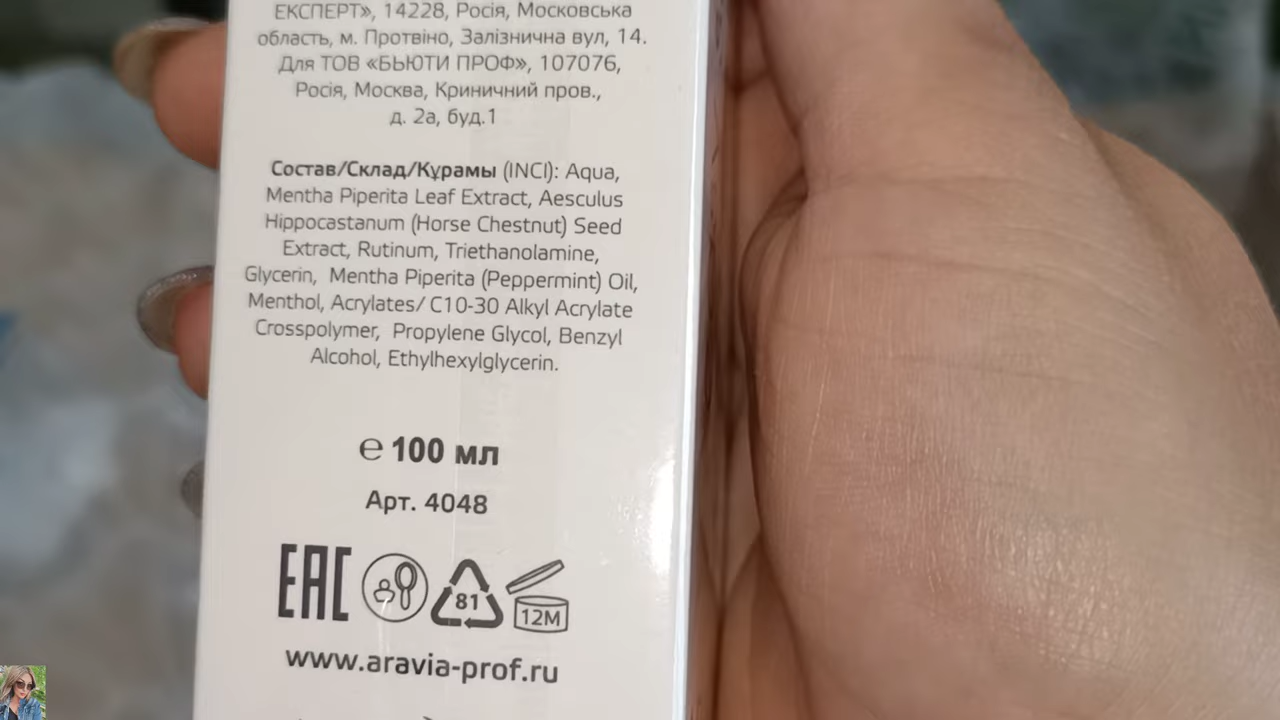 ЕКСПЕРТ», 14228, Росія, Московська
область, м. Протвіно, Залізнична вул, 14.
Для ТОВ «БЬЮТИ ПРОФ», 107076,
Росія, Москва, Криничний пров.,
д. 2а, буд.1
Состав/Склад/Құрамы (INCI): Aqua,
Mentha Piperita Leaf Extract, Aesculus
Hippocastanum (Horse Chestnut) Seed
Extract, Rutinum, Triethanolamine,
Glycerin, Mentha Piperita (Peppermint) Oil,
Menthol, Acrylates/ C10-30 Alkyl Acrylate
Crosspolymer, Propylene Glycol, Benzyl
Alcohol, Ethylhexylglycerin.
℮ 100 мл
Арт. 4048
EAC 81 12M
www.aravia-prof.ru